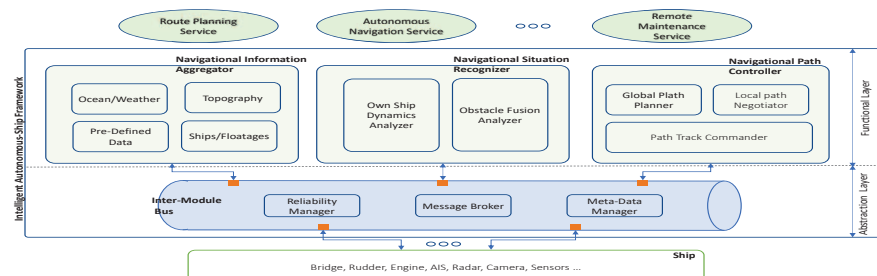 Route Planning
Service
Autonomous
Navigation Service
Remote
Maintenance
Service
Intelligent Autonomous-Ship Framework
Navigational Information
Aggregator
Ocean/Weather
Topography
Pre-Defined
Data
Ships/Floatages
Navigational Situation
Recognizer
Own Ship
Dynamics
Analyzer
Obstacle Fusion
Analyzer
Navigational Path
Controller
Global Plath
Planner
Local path
Negotiator
Path Track Commander
Functional Layer
Abstraction Layer
Inter-Module
Bus
Reliability
Manager
Message Broker
Meta-Data
Manager
Ship
Bridge, Rudder, Engine, AIS, Radar, Camera, Sensors ...